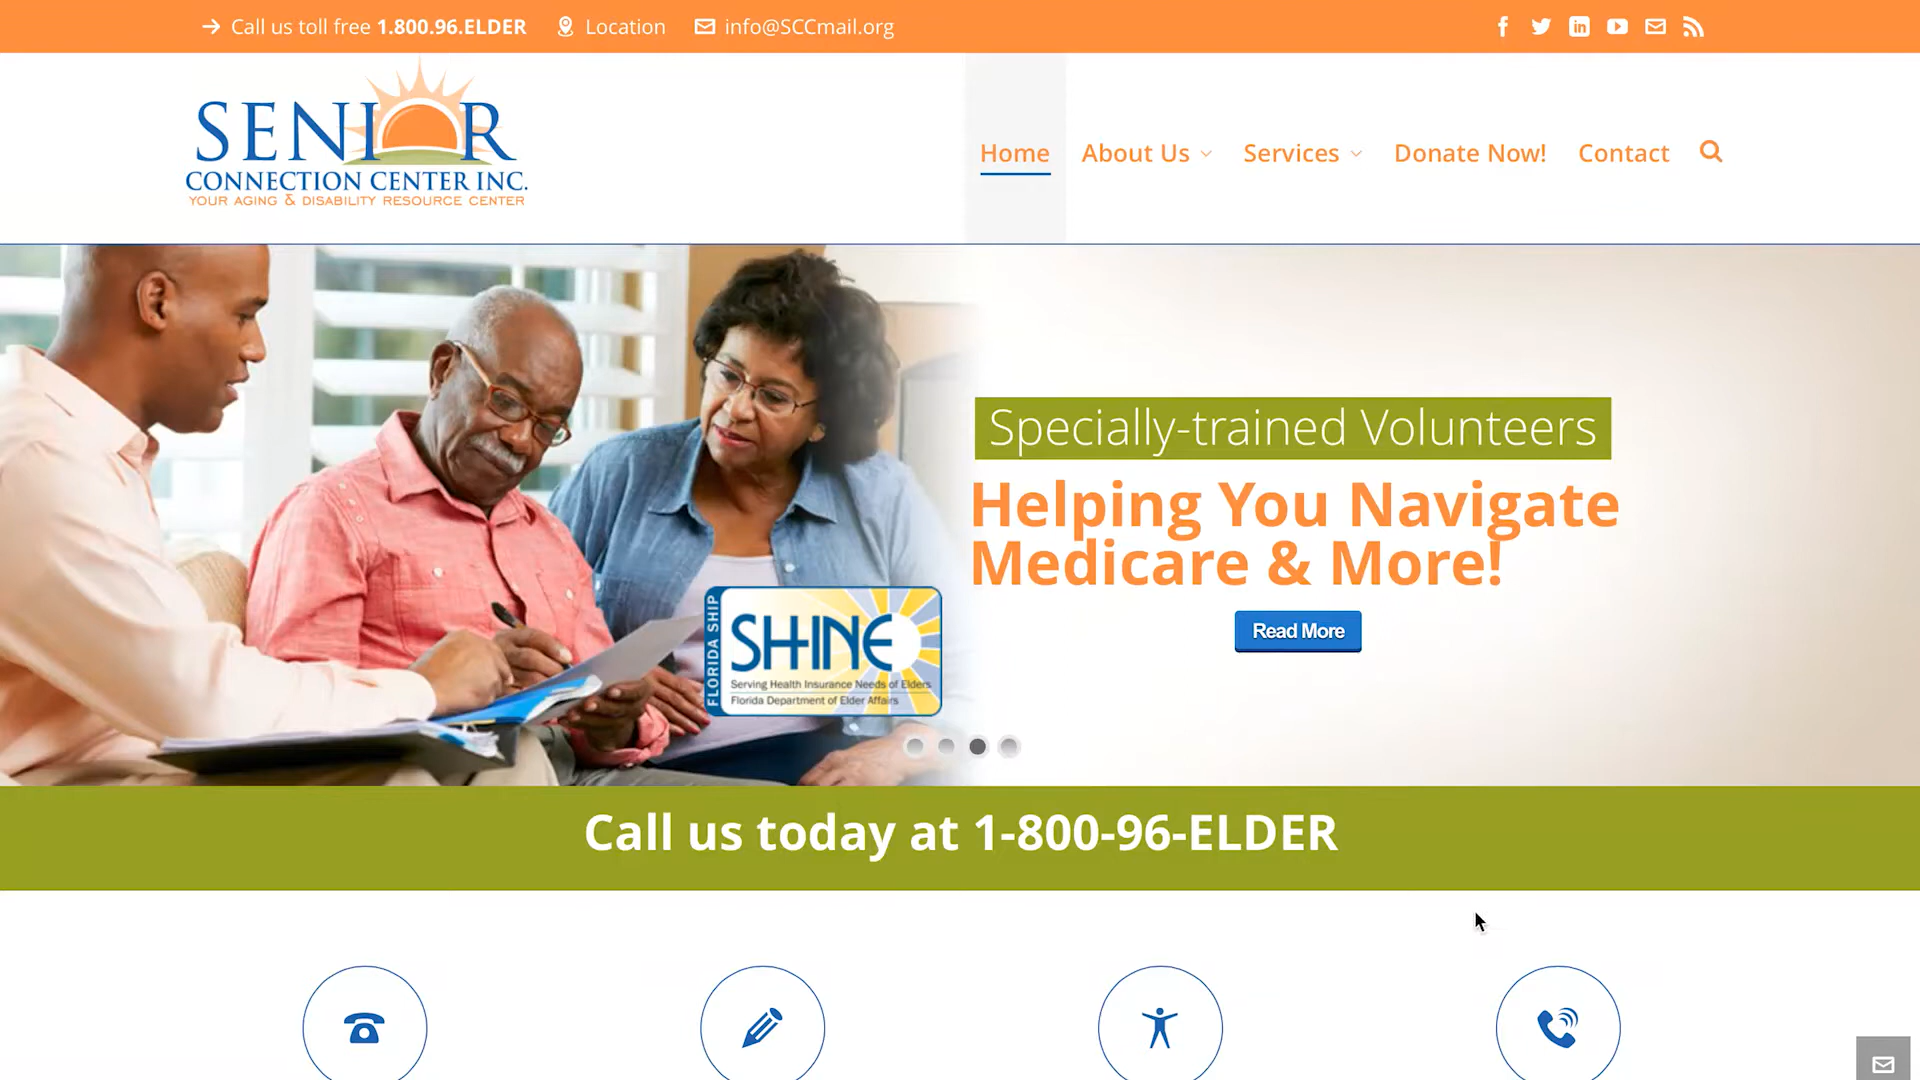 Call us toll free 1.800.96.ELDER
Location
info@SCCmail.org
SENIOR
CONNECTION CENTER INC.
YOUR AGING & DISABILITY RESOURCE CENTER
Home
About Us
Services
Donate Now!
Contact
Specially-trained Volunteers
Helping You Navigate
Medicare & More!
Read More
FLORIDA SHIP
SHINE
Serving Health Insurance Needs of Elders
Florida Department of Elder Affairs
Call us today at 1-800-96-ELDER